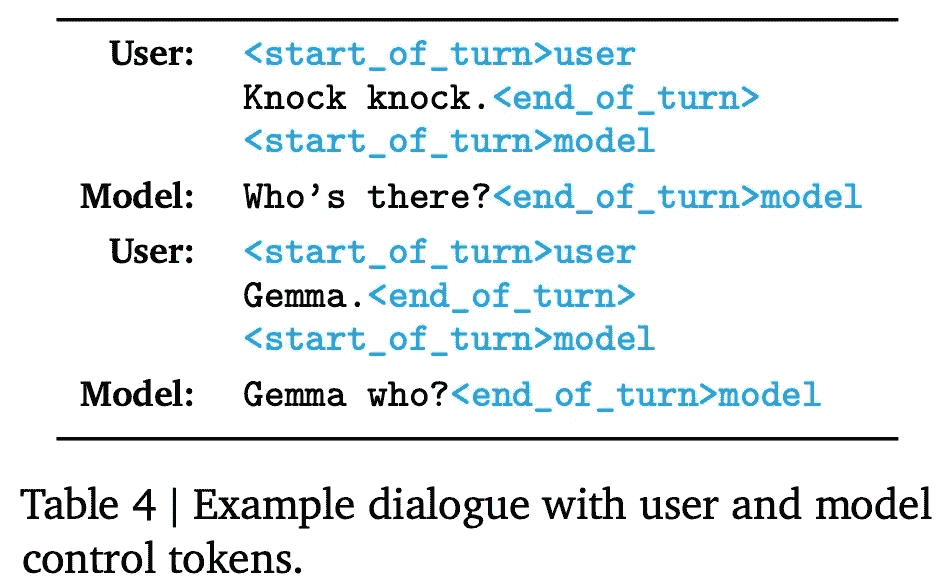 User: <start_of_turn>user
Knock knock.<end_of_turn>
<start_of_turn>model
Model: Who's there?<end_of_turn>model
User: <start_of_turn>user
Gemma.<end_of_turn>
<start_of_turn>model
Model: Gemma who?<end_of_turn>model
Table 4 | Example dialogue with user and model
control tokens.